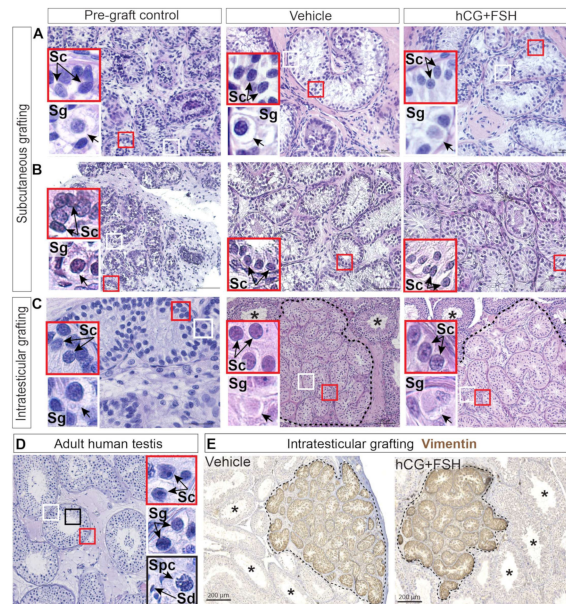 Pre-graft control
Vehicle
hCG+FSH
Subcutaneous grafting
A
Sc
Sg
Sc
Sg
Sc
Sg
B
Sc
Sg
Sc
Sc
Intratesticular grafting
C
Sc
Sg
Sc
Sg
*
*
Sc
Sg
*
D
Adult human testis
Sc
Sg
Spc
Sd
E
Intratesticular grafting Vimentin
Vehicle
*
*
*
*
200 µm
hCG+FSH
*
*
*
*
200 µm